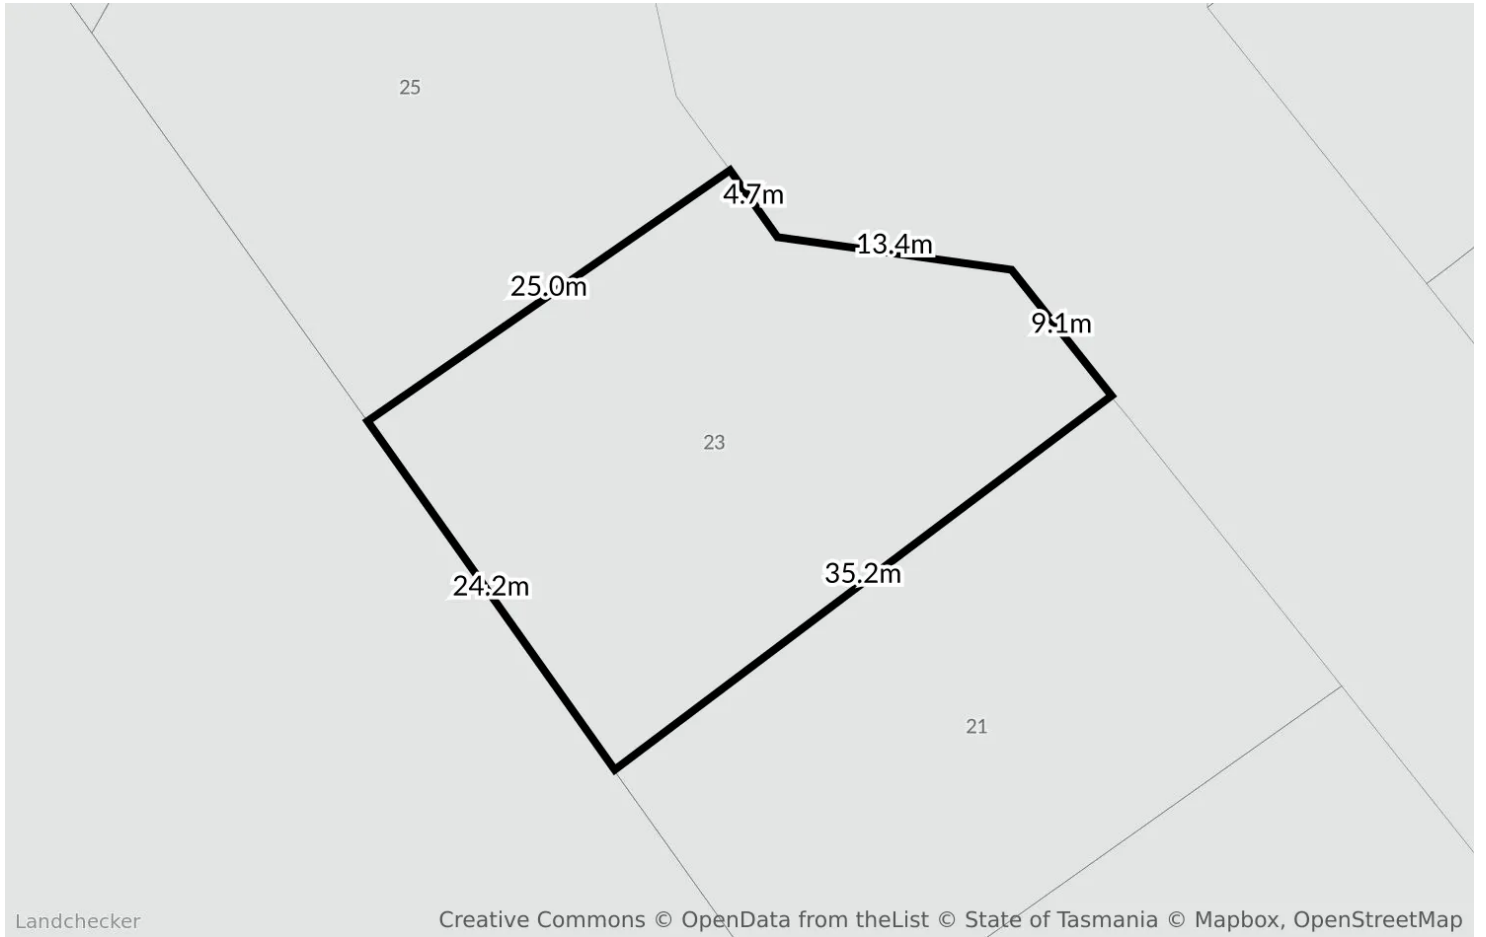 25
4.7m
13.4m
25.0m
9.1m
23
35.2m
24.2m
21
Landchecker
Creative Commons © OpenData from theList © State of Tasmania © Mapbox, OpenStreetMap